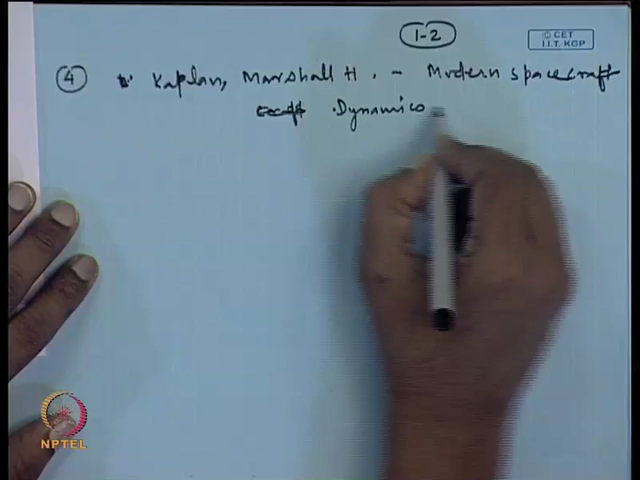 1-2
© CET
I.I.T. KGP
4 Kaplan, Marshall H. - Modern spacecraft
Dynamics
NPTEL